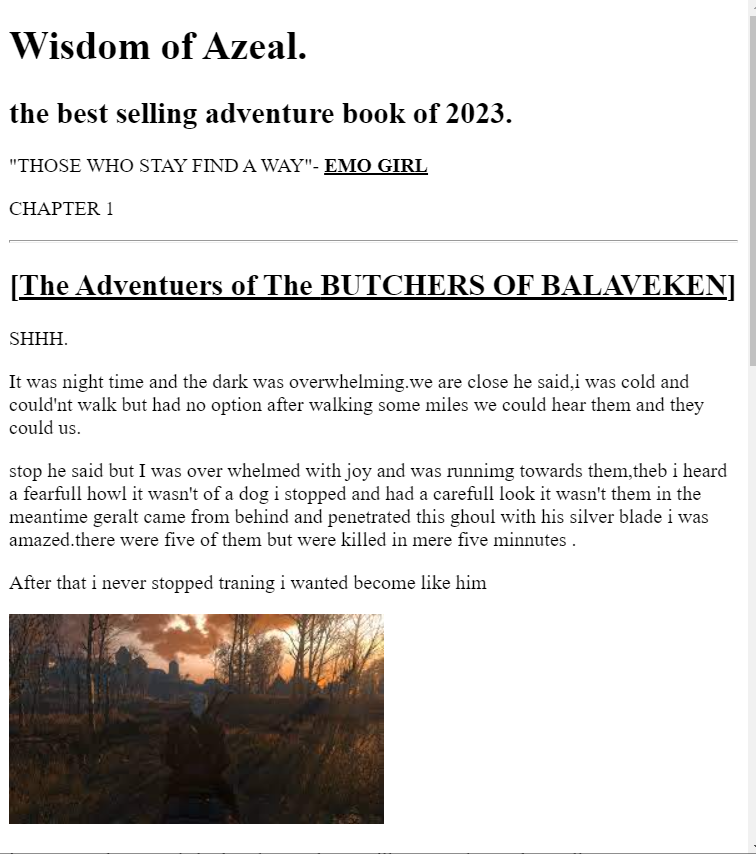 Wisdom of Azeal.
the best selling adventure book of 2023.
"THOSE WHO STAY FIND A WAY"- EMO GIRL
CHAPTER 1
[The Adventuers of The BUTCHERS OF BALAVEKEN]
SHHH.
It was night time and the dark was overwhelming.we are close he said,i was cold and
could'nt walk but had no option after walking some miles we could hear them and they
could us.
stop he said but I was over whelmed with joy and was runnimg towards them,theb i heard
a fearfull howl it wasn't of a dog i stopped and had a carefull look it wasn't them in the
meantime geralt came from behind and penetrated this ghoul with his silver blade i was
amazed.there were five of them but were killed in mere five minnutes .
After that i never stopped traning i wanted become like him